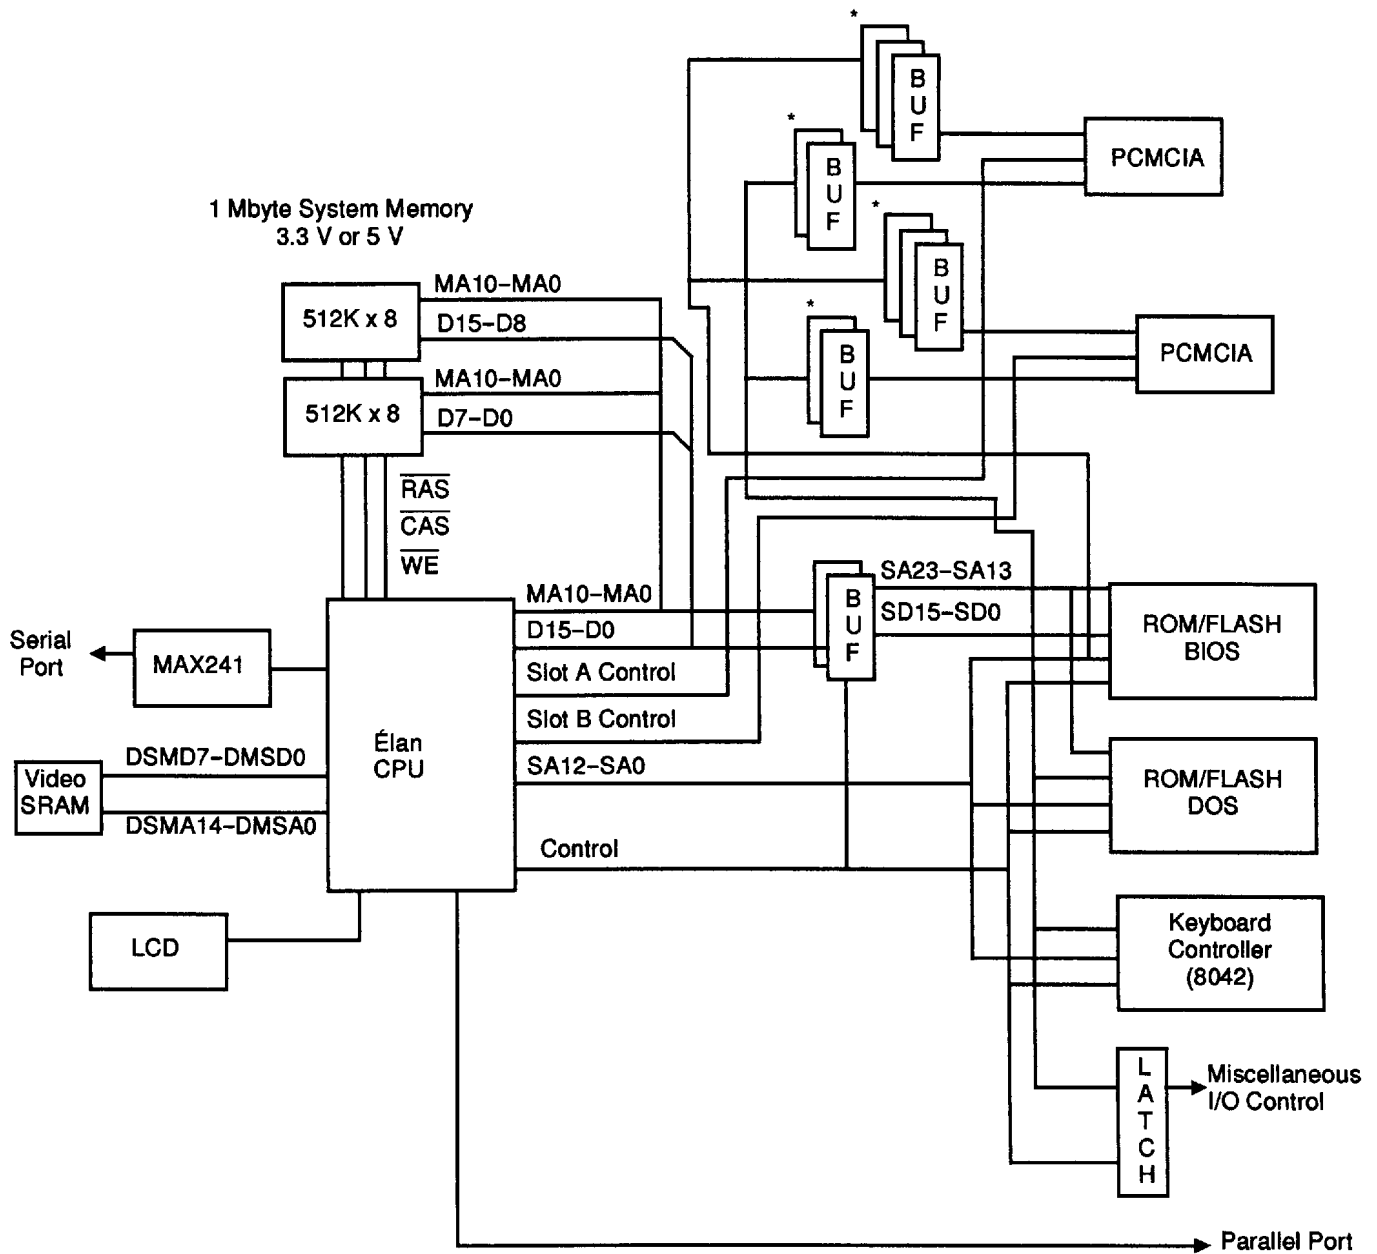 *
B
U
F
PCMCIA
*
B
U
F
*
B
U
F
*
B
U
F
PCMCIA
1 Mbyte System Memory
3.3 V or 5 V
512K x 8
MA10–MA0
D15–D8
512K x 8
MA10–MA0
D7–D0
RAS
CAS
WE
MA10–MA0
D15–D0
Slot A Control
Slot B Control
SA12–SA0
Control
B
U
F
SA23–SA13
SD15–SD0
ROM/FLASH
BIOS
ROM/FLASH
DOS
Keyboard
Controller
(8042)
L
A
T
C
H
Miscellaneous
I/O Control
Serial
Port
MAX241
Élan
CPU
DSMD7–DMSD0
Video
SRAM
DSMA14–DMSA0
LCD
Parallel Port